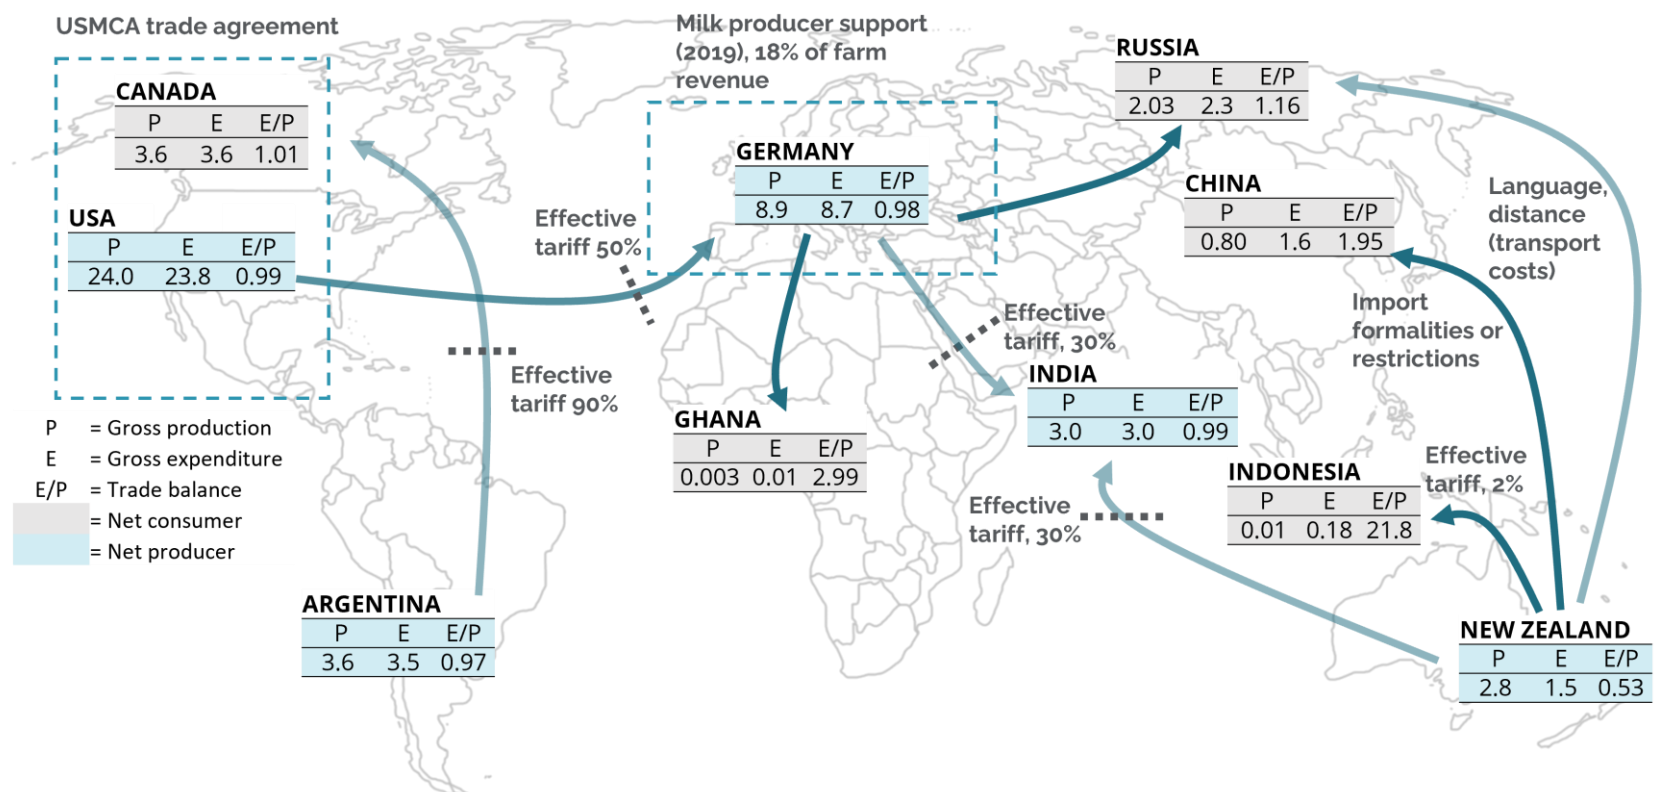 USMCA trade agreement
Milk producer support
(2019), 18% of farm
revenue
CANADA
P E E/P
3.6 3.6 1.01
USA
P E E/P
24.0 23.8 0.99
GERMANY
P E E/P
8.9 8.7 0.98
RUSSIA
P E E/P
2.03 2.3 1.16
CHINA
P E E/P
0.80 1.6 1.95
Language,
distance
(transport
costs)
Effective
tariff 50%
Effective
tariff, 30%
Import
formalities or
restrictions
Effective
tariff 90%
INDIA
P E E/P
3.0 3.0 0.99
GHANA
P E E/P
0.003 0.01 2.99
P = Gross production
E = Gross expenditure
E/P = Trade balance
= Net consumer
= Net producer
Effective
tariff, 2%
INDONESIA
P E E/P
0.01 0.18 21.8
Effective
tariff, 30%
ARGENTINA
P E E/P
3.6 3.5 0.97
NEW ZEALAND
P E E/P
2.8 1.5 0.53